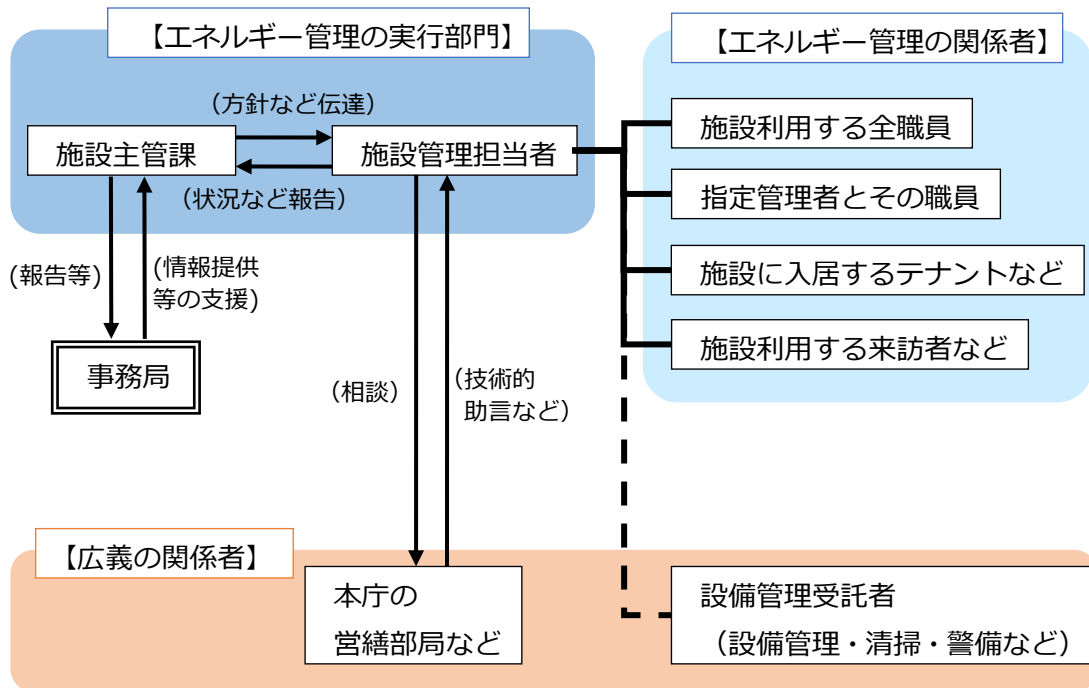 【エネルギー管理の実行部門】
(方針など伝達)
施設主管課
施設管理担当者
(状況など報告)
(報告等)
(情報提供
等の支援)
事務局
(相談)
(技術的
助言など)
【エネルギー管理の関係者】
施設利用する全職員
指定管理者とその職員
施設に入居するテナントなど
施設利用する来訪者など
【広義の関係者】
本庁の
営繕部局など
設備管理受託者
(設備管理・清掃・警備など)